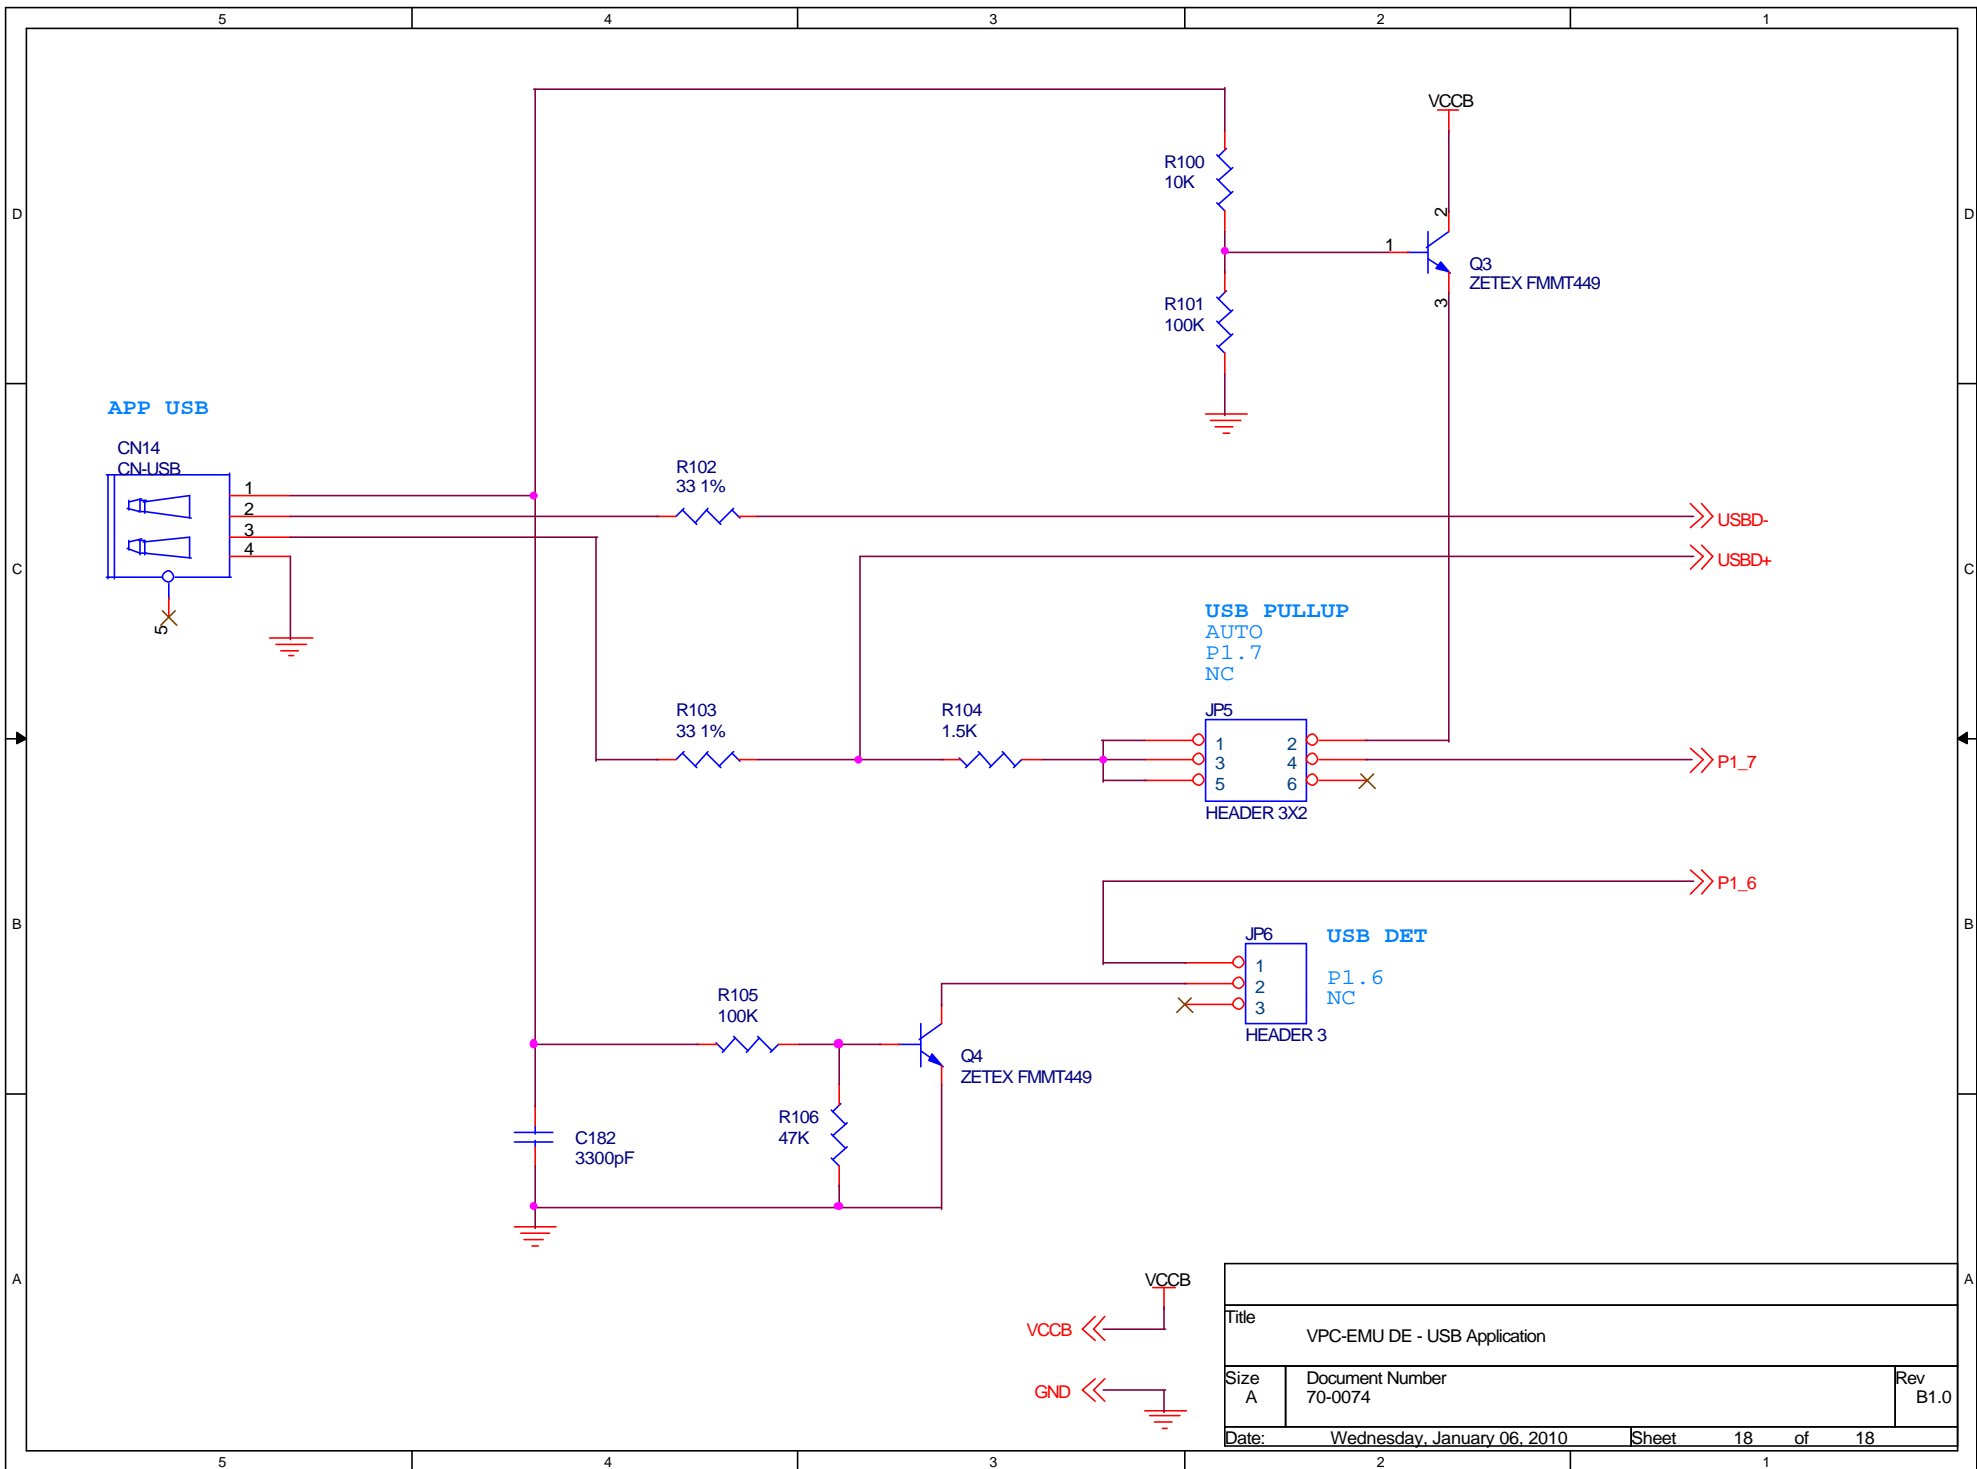 5 4 3 2 1
D D
C C
B B
A A
VCCB
R100
10K
2
1
Q3
ZETEX FMMT449
3
R101
100K
APP USB
CN14
CN-USB
1
2
3
4
5
R102
33 1%
USBD-
USBD+
USB PULLUP
AUTO
P1.7
NC
R103
33 1%
R104
1.5K
JP5
1 2
3 4
5 6
HEADER 3X2
P1_7
P1_6
JP6
1
2
3
HEADER 3
USB DET
P1.6
NC
R105
100K
Q4
ZETEX FMMT449
R106
47K
C182
3300pF
VCCB
VCCB
GND
Title
VPC-EMU DE - USB Application
Size
A
Document Number
70-0074
Rev
B1.0
Date: Wednesday, January 06, 2010 Sheet 18 of 18
5 4 3 2 1